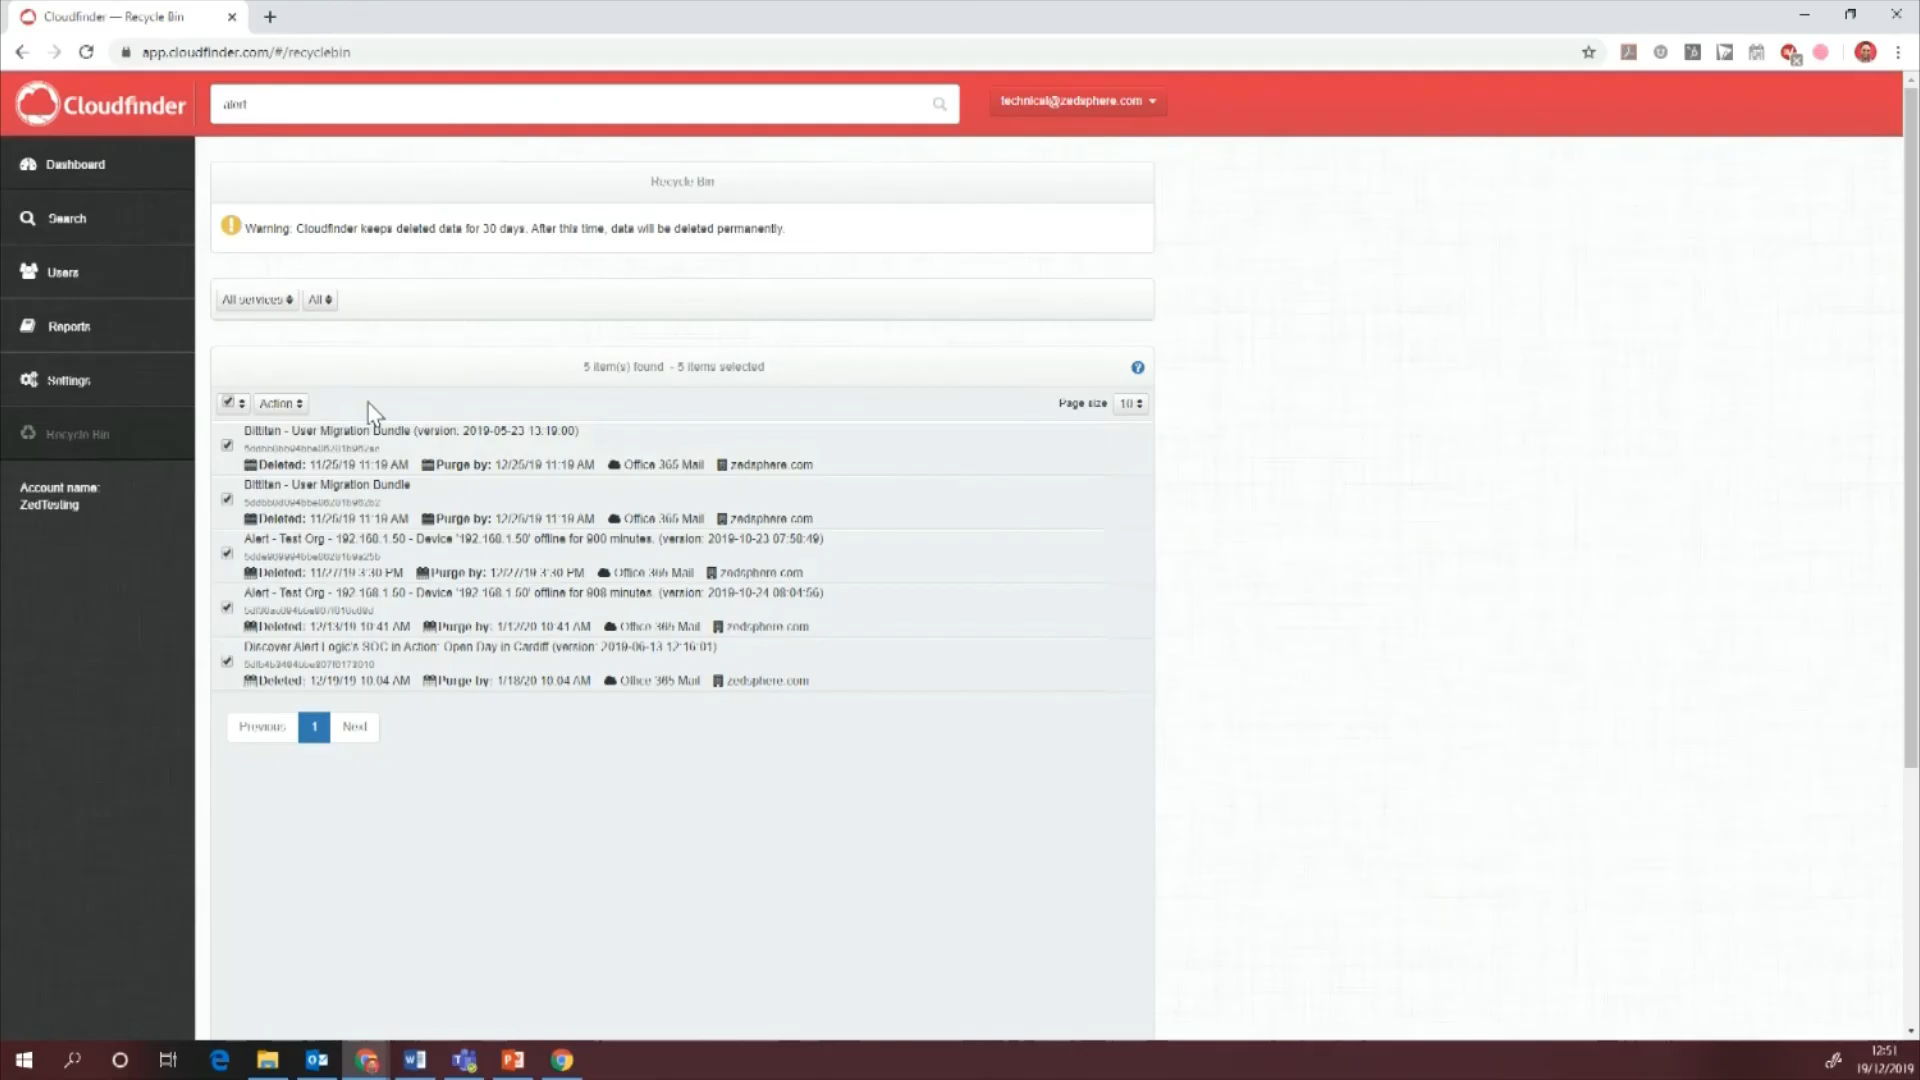 Cloudfinder — Recycle Bin
app.cloudfinder.com/#/recyclebin
Cloudfinder
alert
technical@zedsphere.com
Dashboard
Search
Users
Reports
Settings
Recycle Bin
Account name:
ZedTesting
Recycle Bin
Warning: Cloudfinder keeps deleted data for 30 days. After this time, data will be deleted permanently.
All services
All
5 item(s) found - 5 items selected
Action
Page size
10
Bittitan - User Migration Bundle (version: 2019-05-23 13:19:00)
Deleted: 11/25/19 11:19 AM Purge by: 12/25/19 11:19 AM Office 365 Mail zedsphere.com
Bittitan - User Migration Bundle
Deleted: 11/25/19 11:19 AM Purge by: 12/25/19 11:19 AM Office 365 Mail zedsphere.com
Alert - Test Org - 192.168.1.50 - Device '192.168.1.50' offline for 900 minutes. (version: 2019-10-23 07:58:49)
Deleted: 11/27/19 3:30 PM Purge by: 12/27/19 3:30 PM Office 365 Mail zedsphere.com
Alert - Test Org - 192.168.1.50 - Device '192.168.1.50' offline for 908 minutes. (version: 2019-10-24 08:04:56)
Deleted: 12/13/19 10:41 AM Purge by: 1/12/20 10:41 AM Office 365 Mail zedsphere.com
Discover Alert Logic's SOC in Action: Open Day in Cardiff (version: 2019-06-13 12:16:01)
Deleted: 12/19/19 10:04 AM Purge by: 1/18/20 10:04 AM Office 365 Mail zedsphere.com
Previous
1
Next
12:51
19/12/2019